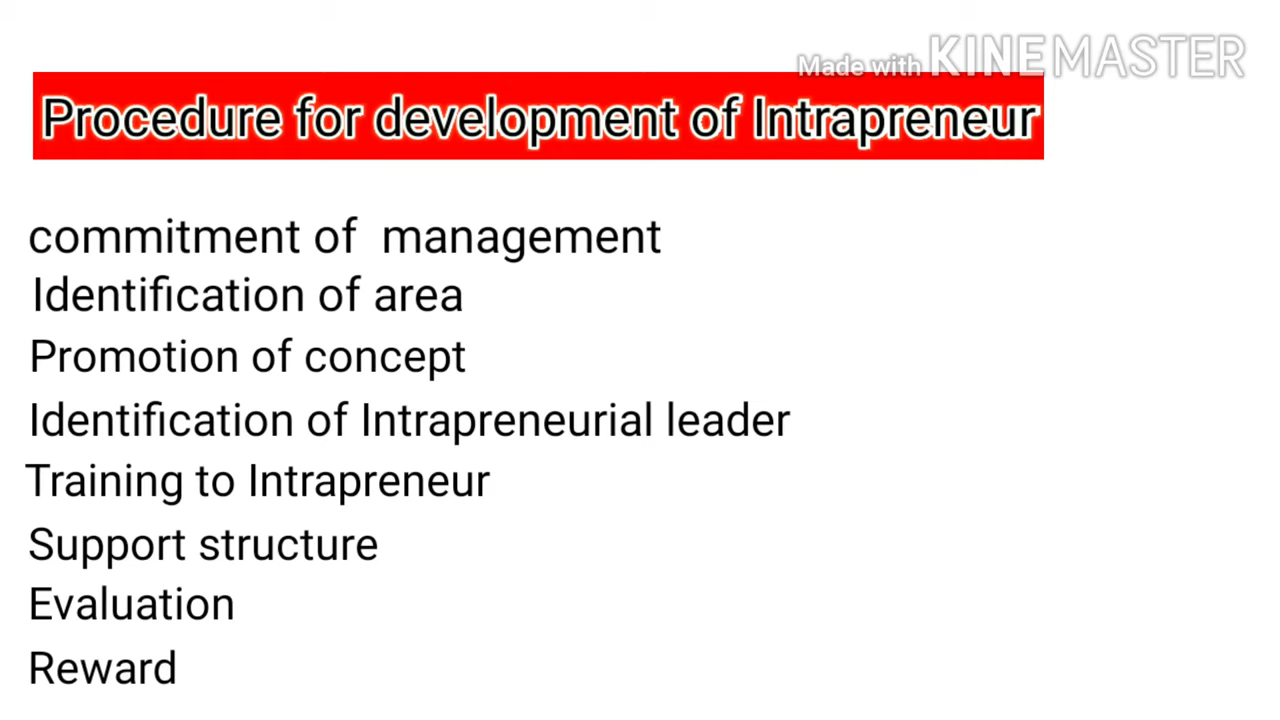 Made with KINEMASTER
Procedure for development of Intrapreneur
commitment of management
Identification of area
Promotion of concept
Identification of Intrapreneurial leader
Training to Intrapreneur
Support structure
Evaluation
Reward